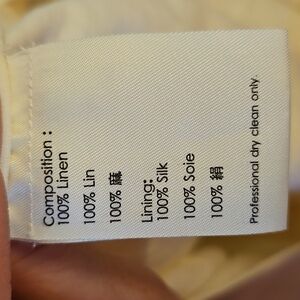 Composition :
100% Linen
100% Lin
100% 麻
Lining:
100% Silk
100% Soie
100% 絹
Professional dry clean only.